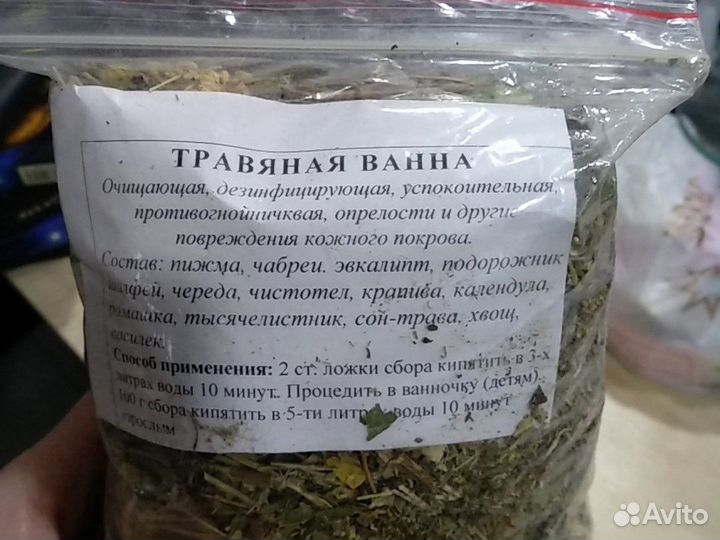 ТРАВЯНАЯ ВАННА
Очищающая, дезинфицирующая, успокоительная,
противогнойничквая, опрелости и другие
повреждения кожного покрова.
Состав: пижма, чабрец. эвкалипт, подорожник
шалфей, череда, чистотел, крапива, календула,
ромашка, тысячелистник, сон-трава. хвощ,
василек.
Способ применения: 2 ст. ложки сбора кипятить в 3-х
литрах воды 10 минут. Процедить в ванночку (детям)
100 г сбора кипятить в 5-ти литрах воды 10 минут
взрослым
Avito